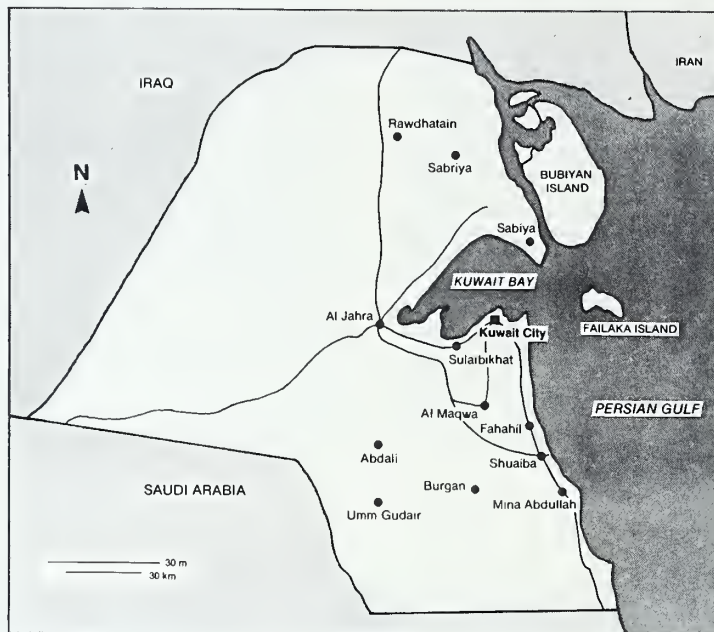 IRAQ
IRAN
Rawdhatain
Sabriya
N
BUBIYAN
ISLAND
Sabiya
KUWAIT BAY
Al Jahra
Kuwait City
FAILAKA ISLAND
Sulaibikhat
Al Maqwa
PERSIAN GULF
Fahahil
Abdali
Shuaiba
SAUDI ARABIA
Burgan
Mina Abdullah
Umm Gudair
30 m
30 km